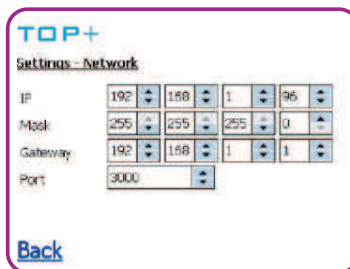 TOP+
Settings - Network
IP 192 168 1 96
Mask 255 255 255 0
Gateway 192 168 1 1
Port 3000
Back